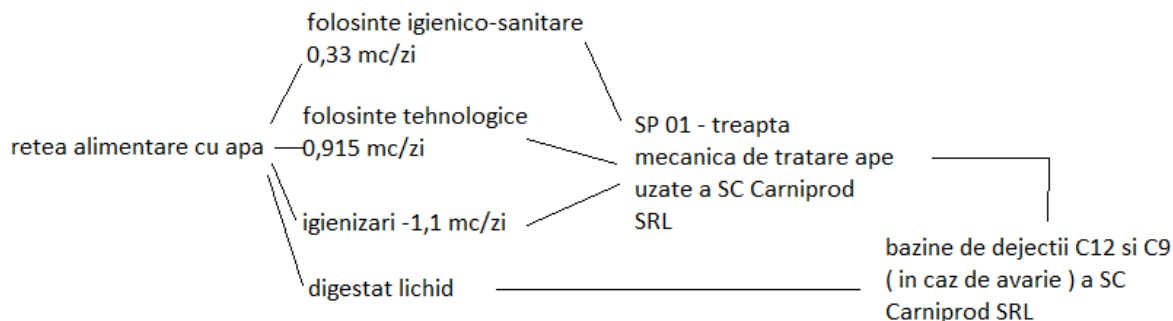 folosinte igienico-sanitare
0,33 mc/zi
folosinte tehnologice
0,915 mc/zi
retea alimentare cu apa
igienizari -1,1 mc/zi
digestat lichid
SP 01 - treapta
mecanica de tratare ape
uzate a SC Carniprod
SRL
bazine de dejectii C12 si C9
( in caz de avarie ) a SC
Carniprod SRL